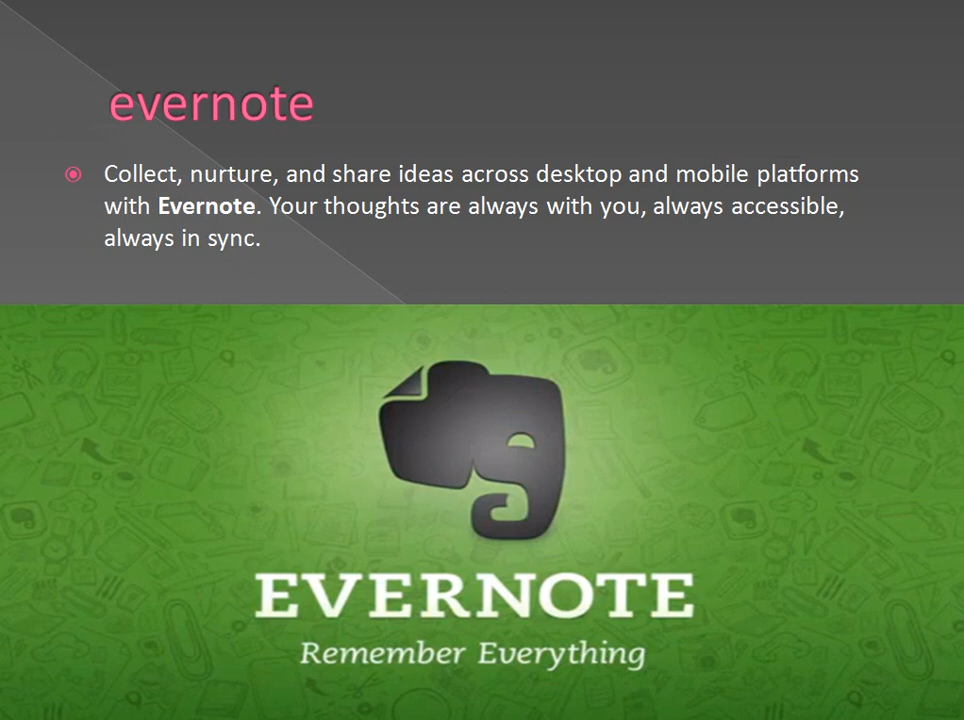 evernote
Collect, nurture, and share ideas across desktop and mobile platforms
with Evernote. Your thoughts are always with you, always accessible,
always in sync.
EVERNOTE
Remember Everything